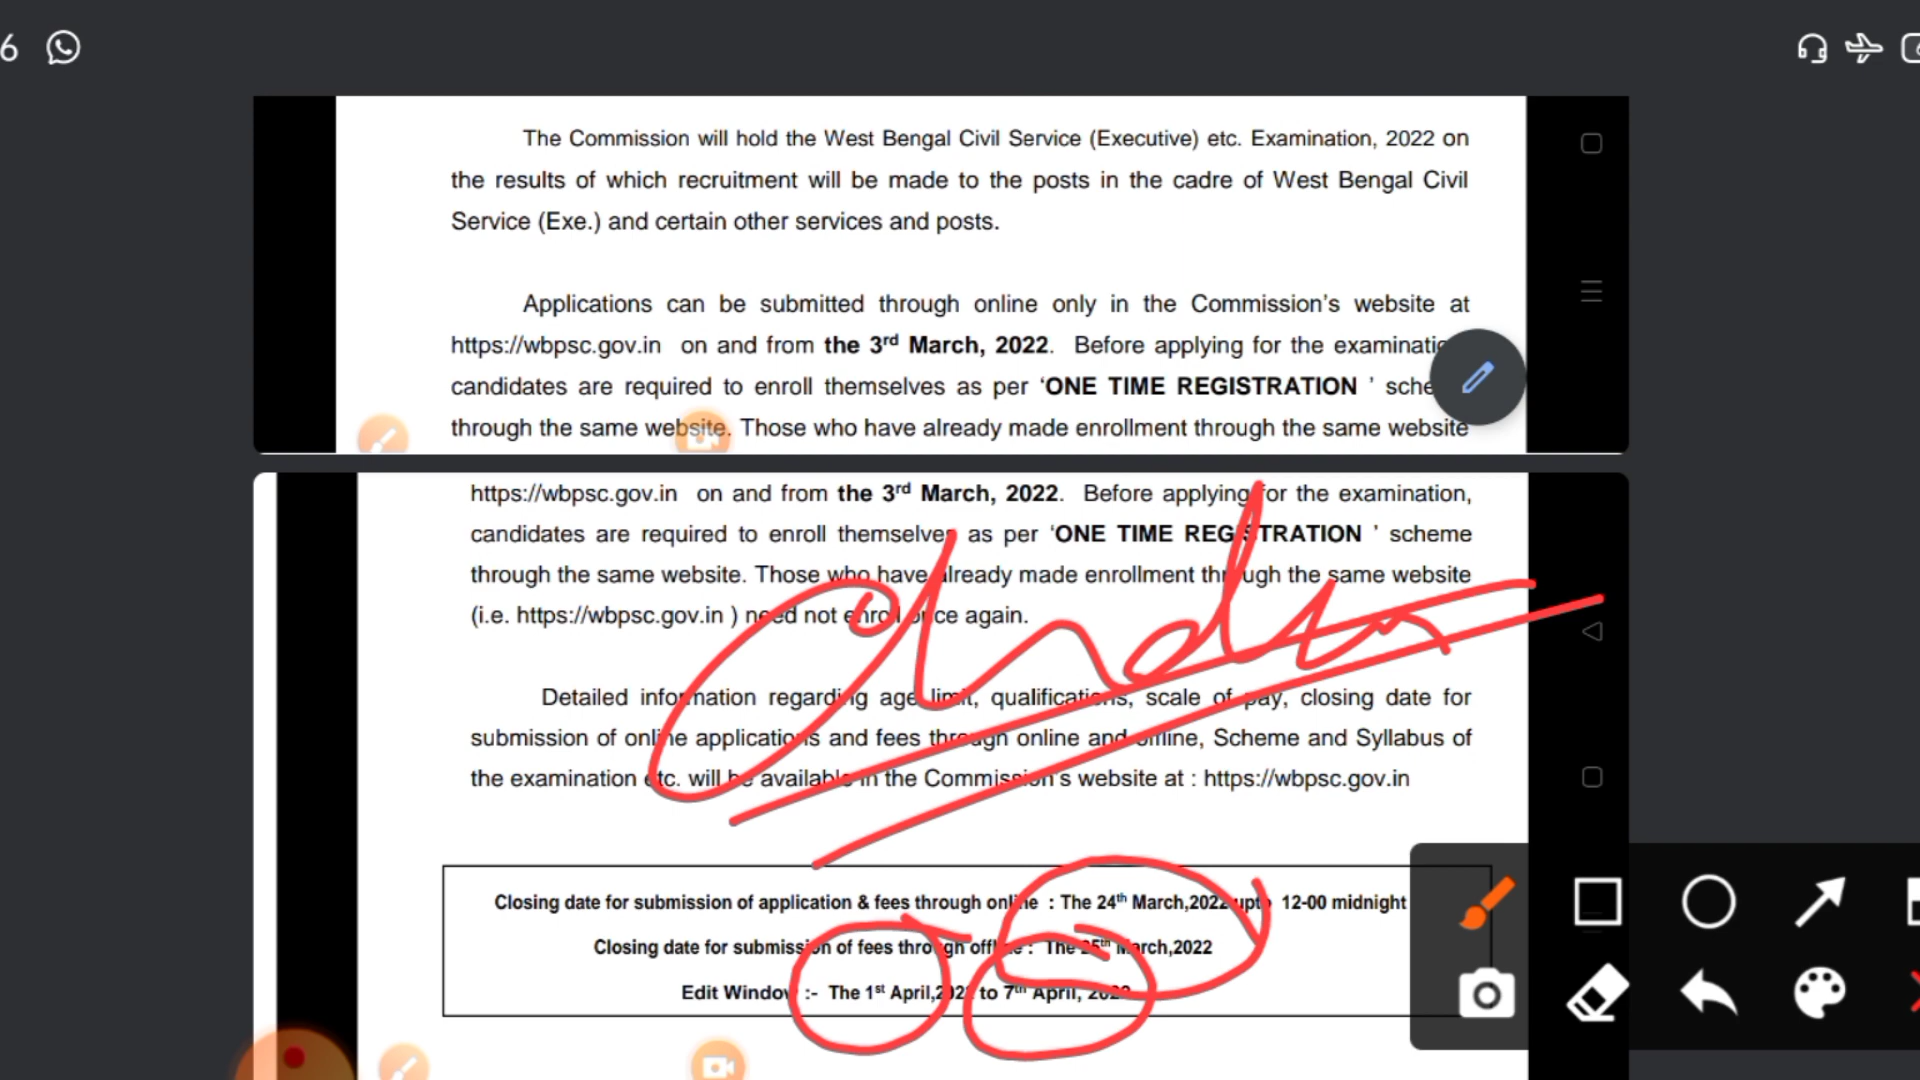 6
The Commission will hold the West Bengal Civil Service (Executive) etc. Examination, 2022 on
the results of which recruitment will be made to the posts in the cadre of West Bengal Civil
Service (Exe.) and certain other services and posts.
Applications can be submitted through online only in the Commission's website at
https://wbpsc.gov.in on and from the 3rd March, 2022. Before applying for the
candidates are required to enroll themselves as per 'ONE TIME REGISTRATION '
through the same website. Those who have already made enrollment through the same website
https://wbpsc.gov.in on and from the 3rd March, 2022. Before applying for the examination,
candidates are required to enroll themselves as per 'ONE TIME REGISTRATION ' scheme
through the same website. Those who have already made enrollment through the same website
(i.e. https://wbpsc.gov.in ) need not enroll once again.
Detailed information regarding age limit, qualifications, scale of pay, closing date for
submission of online applications and fees through online and offline, Scheme and Syllabus of
the examination etc. will be available in the Commission's website at : https://wbpsc.gov.in
Closing date for submission of application & fees through online : The 24th March,2022 upto 12-00 midnight
Closing date for submission of fees through offline : The 25th March,2022
Edit Window :- The 1st April,2022 to 7th April, 2022